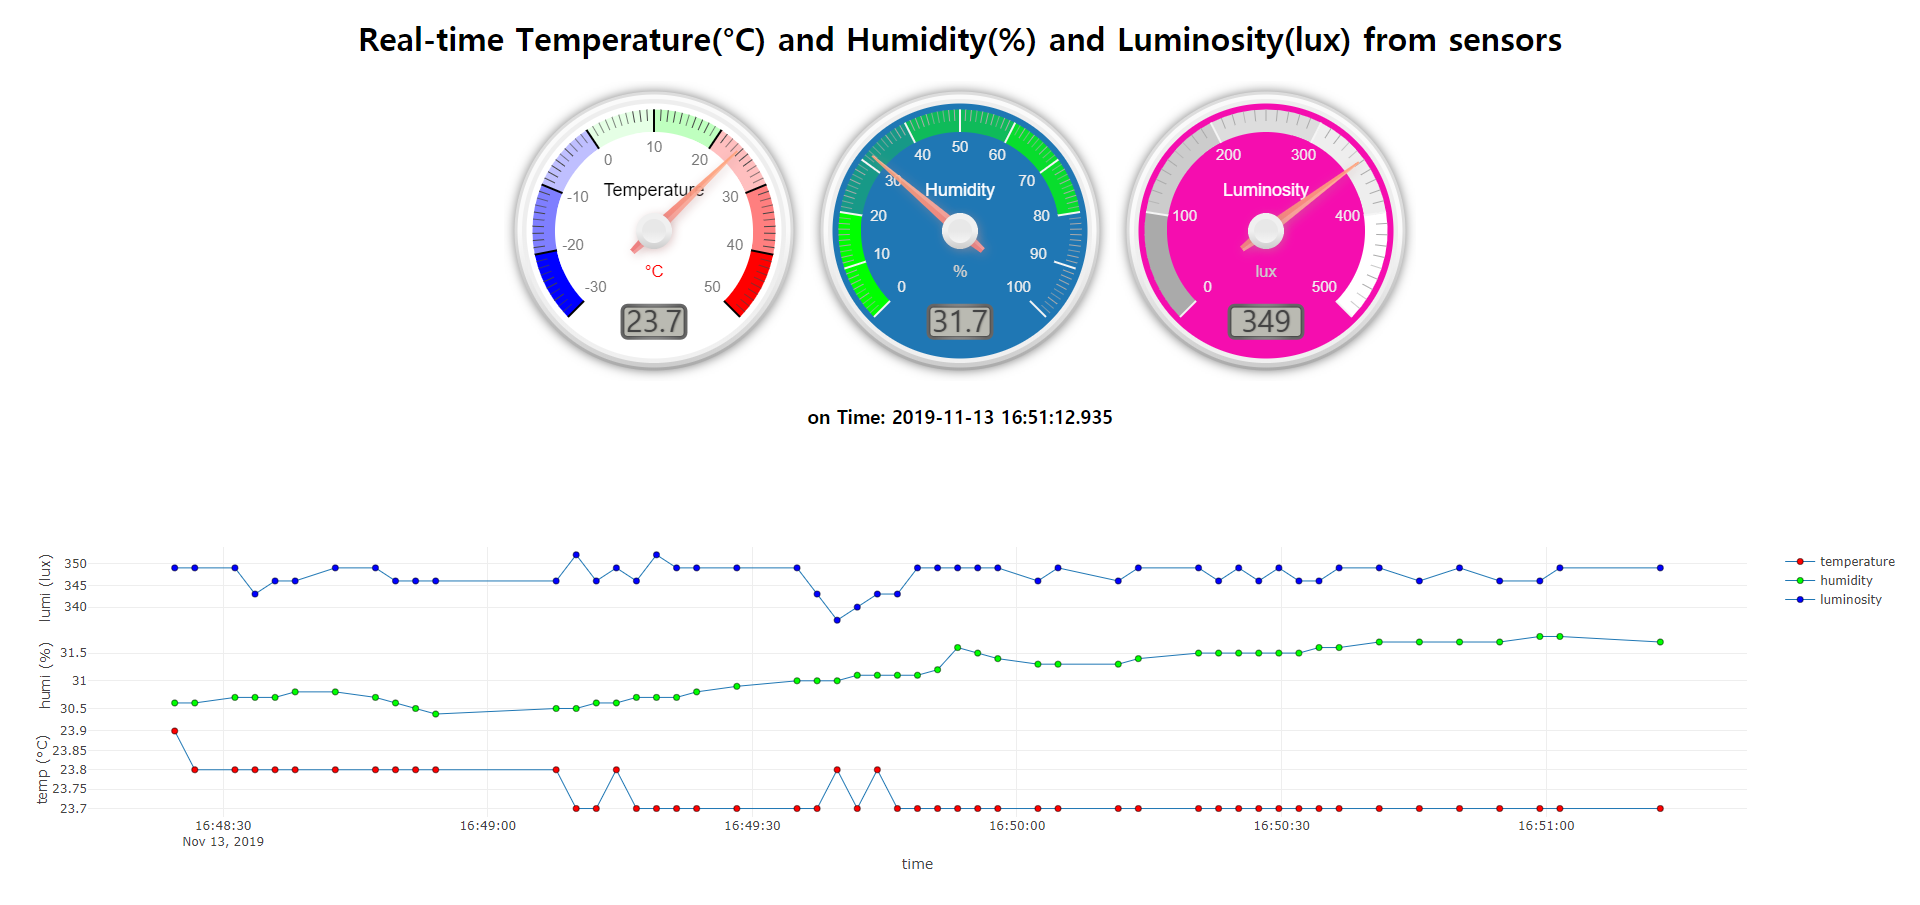 Real-time Temperature(°C) and Humidity(%) and Luminosity(lux) from sensors
-30 -20 -10 0 10 20 30 40 50
Temperature
°C
23.7
0 10 20 30 40 50 60 70 80 90 100
Humidity
%
31.7
0 100 200 300 400 500
Luminosity
lux
349
on Time: 2019-11-13 16:51:12.935
lumi (lux)
350
345
340
humi (%)
31.5
31
30.5
temp (°C)
23.9
23.85
23.8
23.75
23.7
16:48:30 16:49:00 16:49:30 16:50:00 16:50:30 16:51:00
Nov 13, 2019
time
temperature
humidity
luminosity